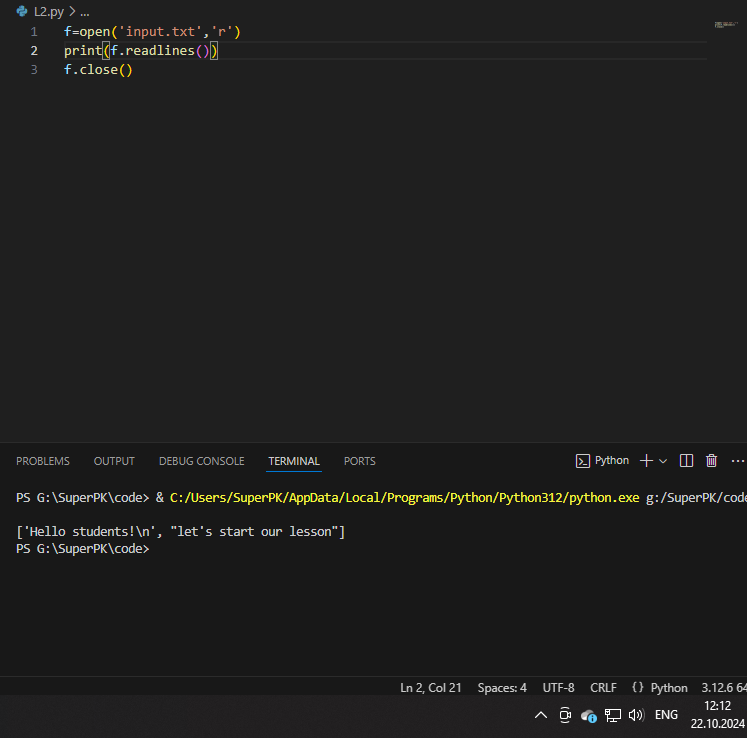 L2.py > ...
1 f=open('input.txt','r')
2 print(f.readlines())
3 f.close()
PROBLEMS OUTPUT DEBUG CONSOLE TERMINAL PORTS Python
PS G:\SuperPK\code> & C:/Users/SuperPK/AppData/Local/Programs/Python/Python312/python.exe g:/SuperPK/code
['Hello students!\n', "let's start our lesson"]
PS G:\SuperPK\code>
Ln 2, Col 21 Spaces: 4 UTF-8 CRLF {} Python 3.12.6 64
ENG
12:12
22.10.2024